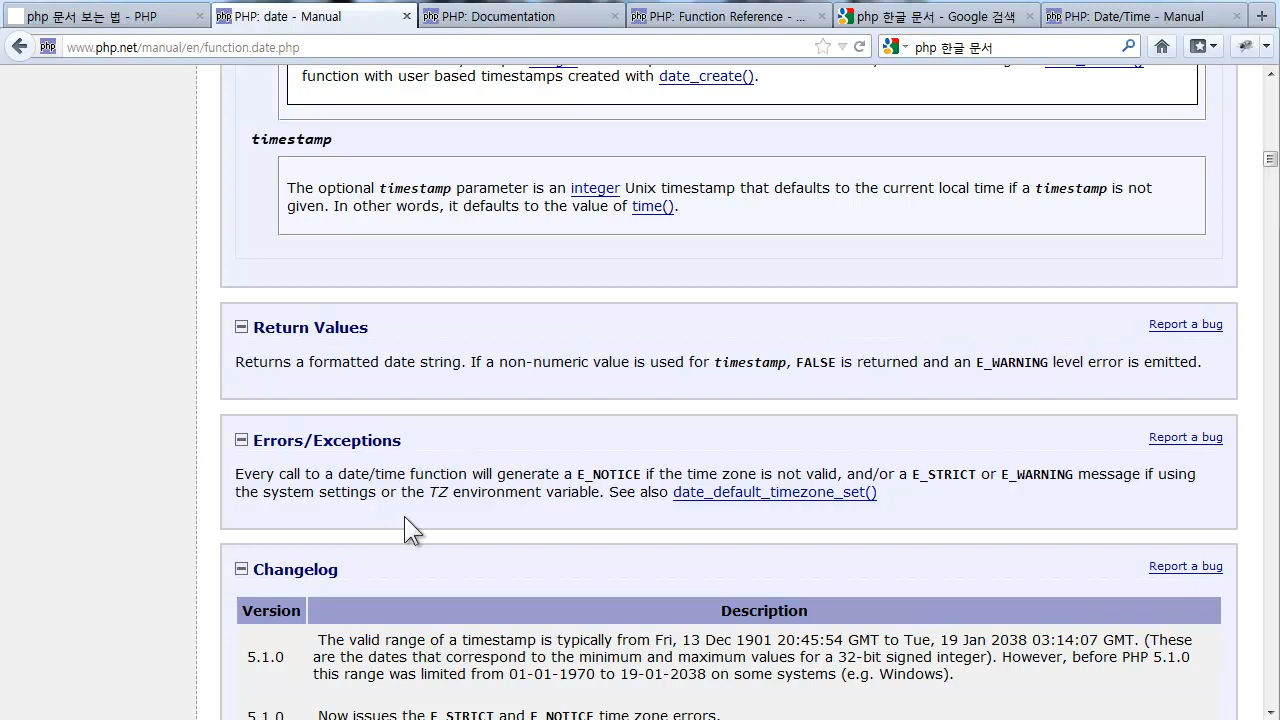 php 문서 보는 법 - PHP
PHP: date - Manual
PHP: Documentation
PHP: Function Reference - ...
php 한글 문서 - Google 검색
PHP: Date/Time - Manual
www.php.net/manual/en/function.date.php
php 한글 문서
function with user based timestamps created with date_create().
timestamp
The optional timestamp parameter is an integer Unix timestamp that defaults to the current local time if a timestamp is not
given. In other words, it defaults to the value of time().
Return Values
Report a bug
Returns a formatted date string. If a non-numeric value is used for timestamp, FALSE is returned and an E_WARNING level error is emitted.
Errors/Exceptions
Report a bug
Every call to a date/time function will generate a E_NOTICE if the time zone is not valid, and/or a E_STRICT or E_WARNING message if using
the system settings or the TZ environment variable. See also date_default_timezone_set()
Changelog
Report a bug
Version Description
The valid range of a timestamp is typically from Fri, 13 Dec 1901 20:45:54 GMT to Tue, 19 Jan 2038 03:14:07 GMT. (These
5.1.0 are the dates that correspond to the minimum and maximum values for a 32-bit signed integer). However, before PHP 5.1.0
this range was limited from 01-01-1970 to 19-01-2038 on some systems (e.g. Windows).
5.1.0 Now issues the E_STRICT and E_NOTICE time zone errors.